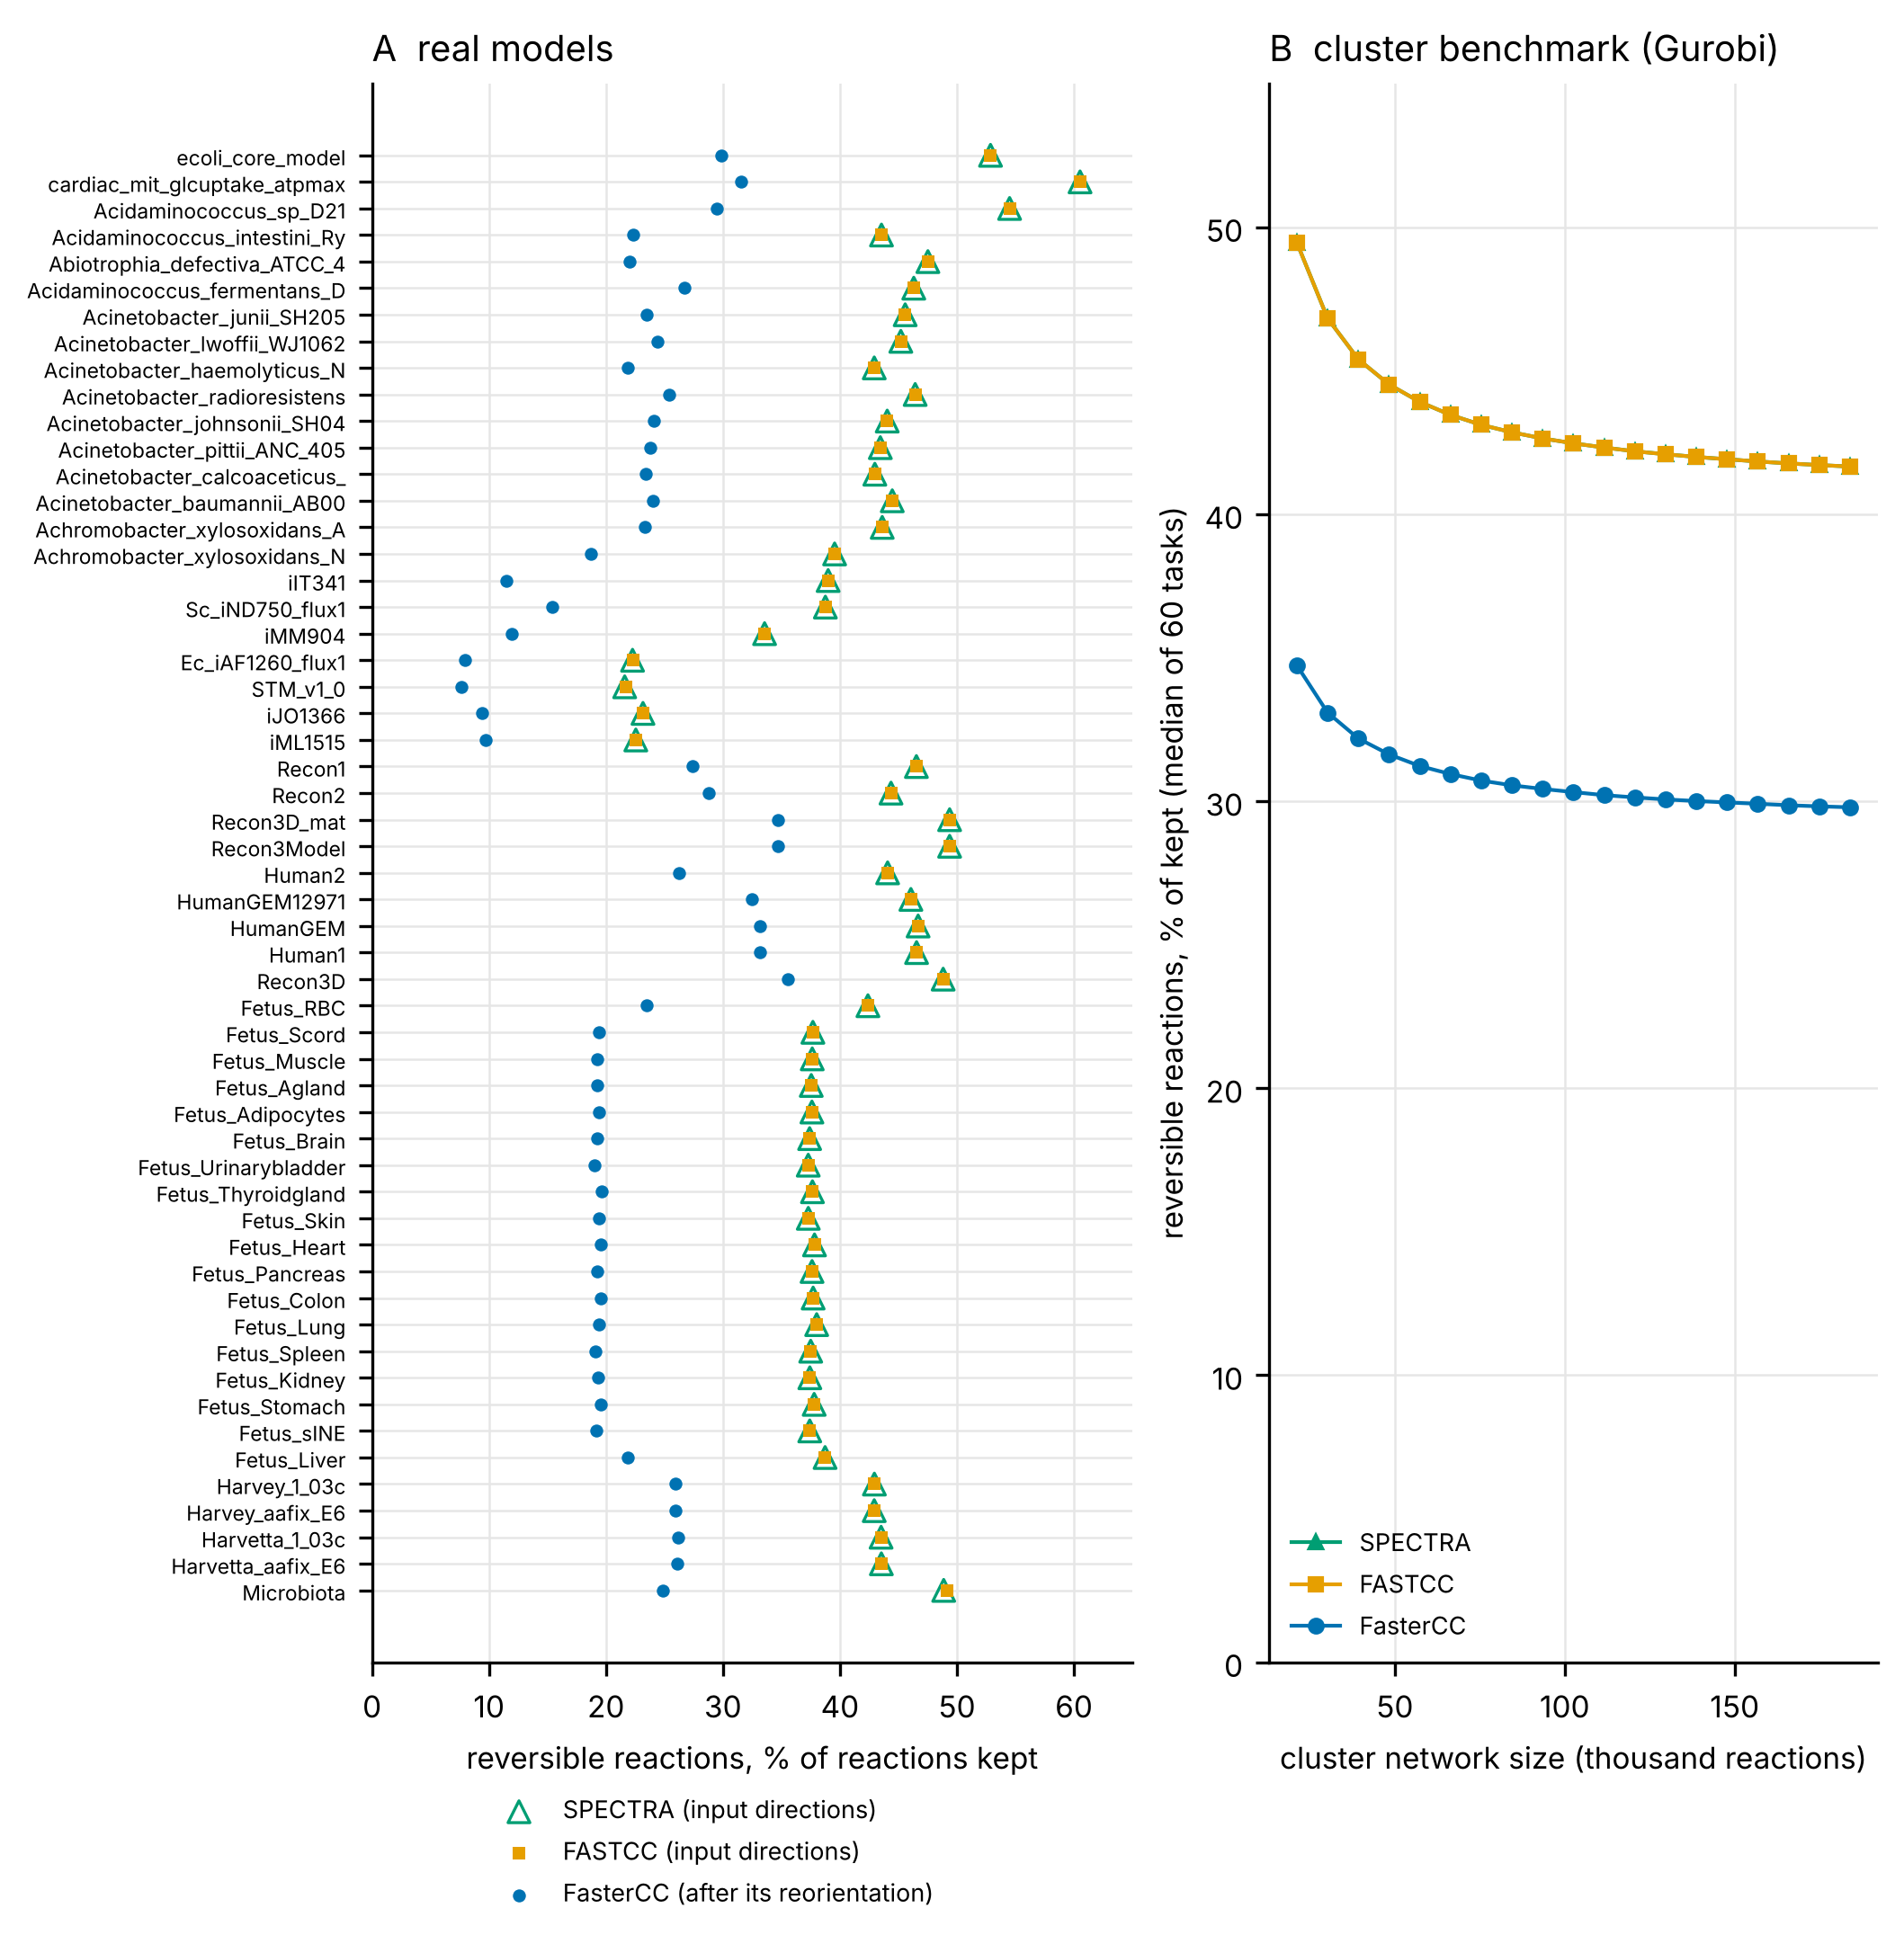 A real models
ecoli_core_model
cardiac_mit_glcuptake_atpmax
Acidaminococcus_sp_D21
Acidaminococcus_intestini_Ry
Abiotrophia_defectiva_ATCC_4
Acidaminococcus_fermentans_D
Acinetobacter_junii_SH205
Acinetobacter_lwoffii_WJ1062
Acinetobacter_haemolyticus_N
Acinetobacter_radioresistens
Acinetobacter_johnsonii_SH04
Acinetobacter_pittii_ANC_405
Acinetobacter_calcoaceticus_
Acinetobacter_baumannii_AB00
Achromobacter_xylosoxidans_A
Achromobacter_xylosoxidans_N
iIT341
Sc_iND750_flux1
iMM904
Ec_iAF1260_flux1
STM_v1_0
iJO1366
iML1515
Recon1
Recon2
Recon3D_mat
Recon3Model
Human2
HumanGEM12971
HumanGEM
Human1
Recon3D
Fetus_RBC
Fetus_Scord
Fetus_Muscle
Fetus_Agland
Fetus_Adipocytes
Fetus_Brain
Fetus_Urinarybladder
Fetus_Thyroidgland
Fetus_Skin
Fetus_Heart
Fetus_Pancreas
Fetus_Colon
Fetus_Lung
Fetus_Spleen
Fetus_Kidney
Fetus_Stomach
Fetus_sINE
Fetus_Liver
Harvey_1_03c
Harvey_aafix_E6
Harvetta_1_03c
Harvetta_aafix_E6
Microbiota
0 10 20 30 40 50 60
reversible reactions, % of reactions kept
SPECTRA (input directions)
FASTCC (input directions)
FasterCC (after its reorientation)
B cluster benchmark (Gurobi)
reversible reactions, % of kept (median of 60 tasks)
50
40
30
20
10
0
SPECTRA
FASTCC
FasterCC
50 100 150
cluster network size (thousand reactions)